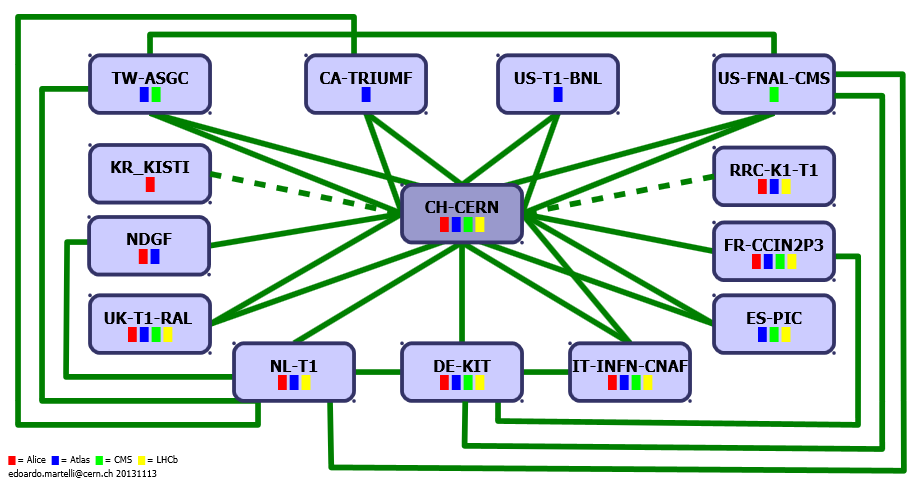 TW-ASGC
CA-TRIUMF
US-T1-BNL
US-FNAL-CMS
KR_KISTI
RRC-K1-T1
CH-CERN
NDGF
FR-CCIN2P3
UK-T1-RAL
ES-PIC
NL-T1
DE-KIT
IT-INFN-CNAF
= Alice = Atlas = CMS = LHCb
edoardo.martelli@cern.ch 20131113